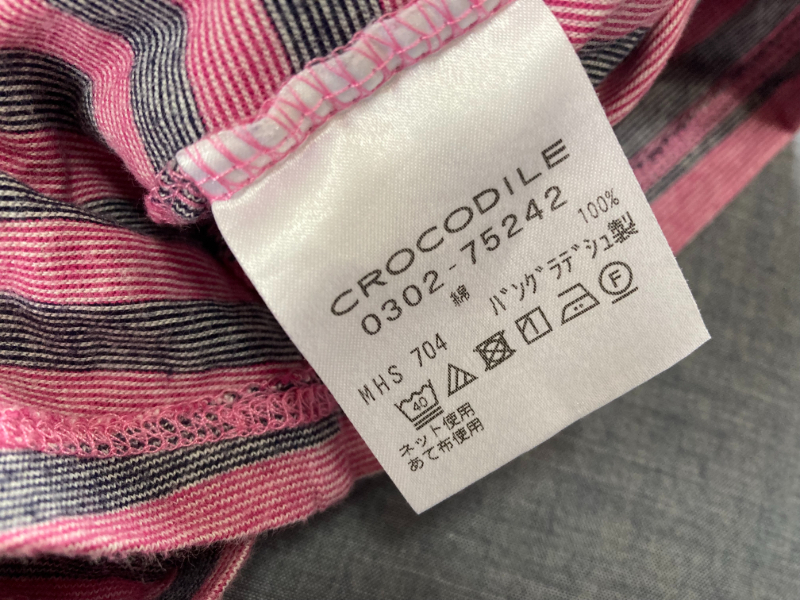 CROCODILE
0302-75242
綿 100%
バングラデシュ製
MHS 704
40 F
ネット使用
あて布使用